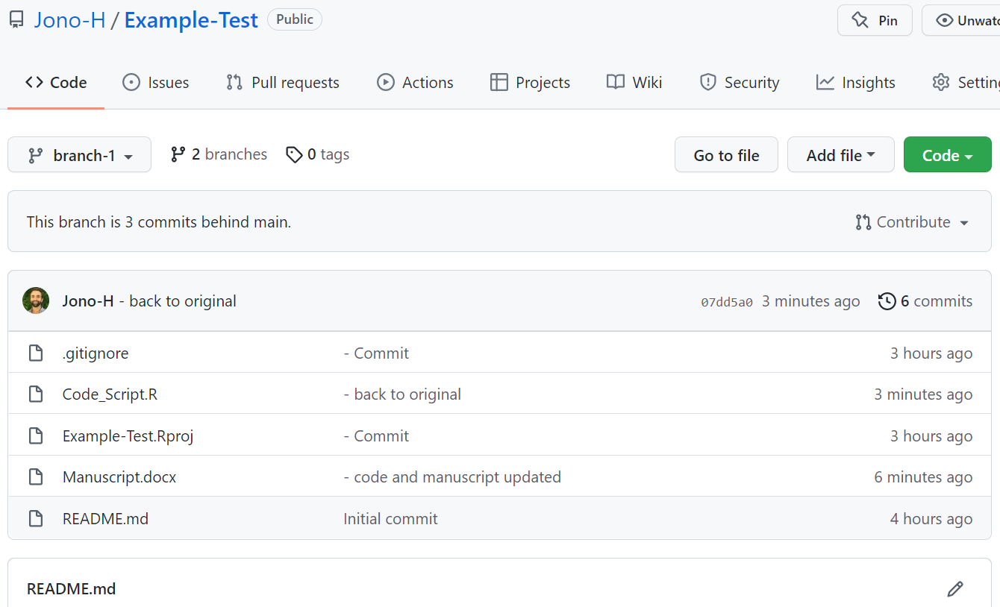 Jono-H / Example-Test Public Pin Unwatc
Code Issues Pull requests Actions Projects Wiki Security Insights Setting
branch-1 2 branches 0 tags Go to file Add file Code
This branch is 3 commits behind main. Contribute
Jono-H - back to original 07dd5a0 3 minutes ago 6 commits
.gitignore - Commit 3 hours ago
Code_Script.R - back to original 3 minutes ago
Example-Test.Rproj - Commit 3 hours ago
Manuscript.docx - code and manuscript updated 6 minutes ago
README.md Initial commit 4 hours ago
README.md